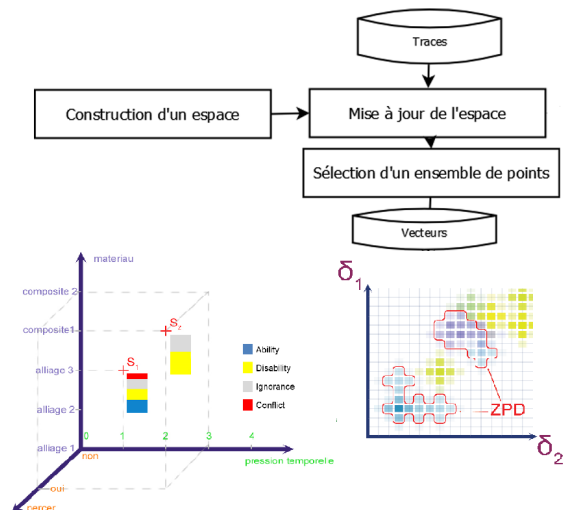 Traces
Construction d'un espace
Mise à jour de l'espace
Sélection d'un ensemble de points
Vecteurs
materiau
composite 2
composite1
alliage 3
alliage 2
alliage 1
S1
S2
0
1
2
3
4
non
oui
percer
pression temporelle
Ability
Disability
Ignorance
Conflict
δ1
ZPD
δ2